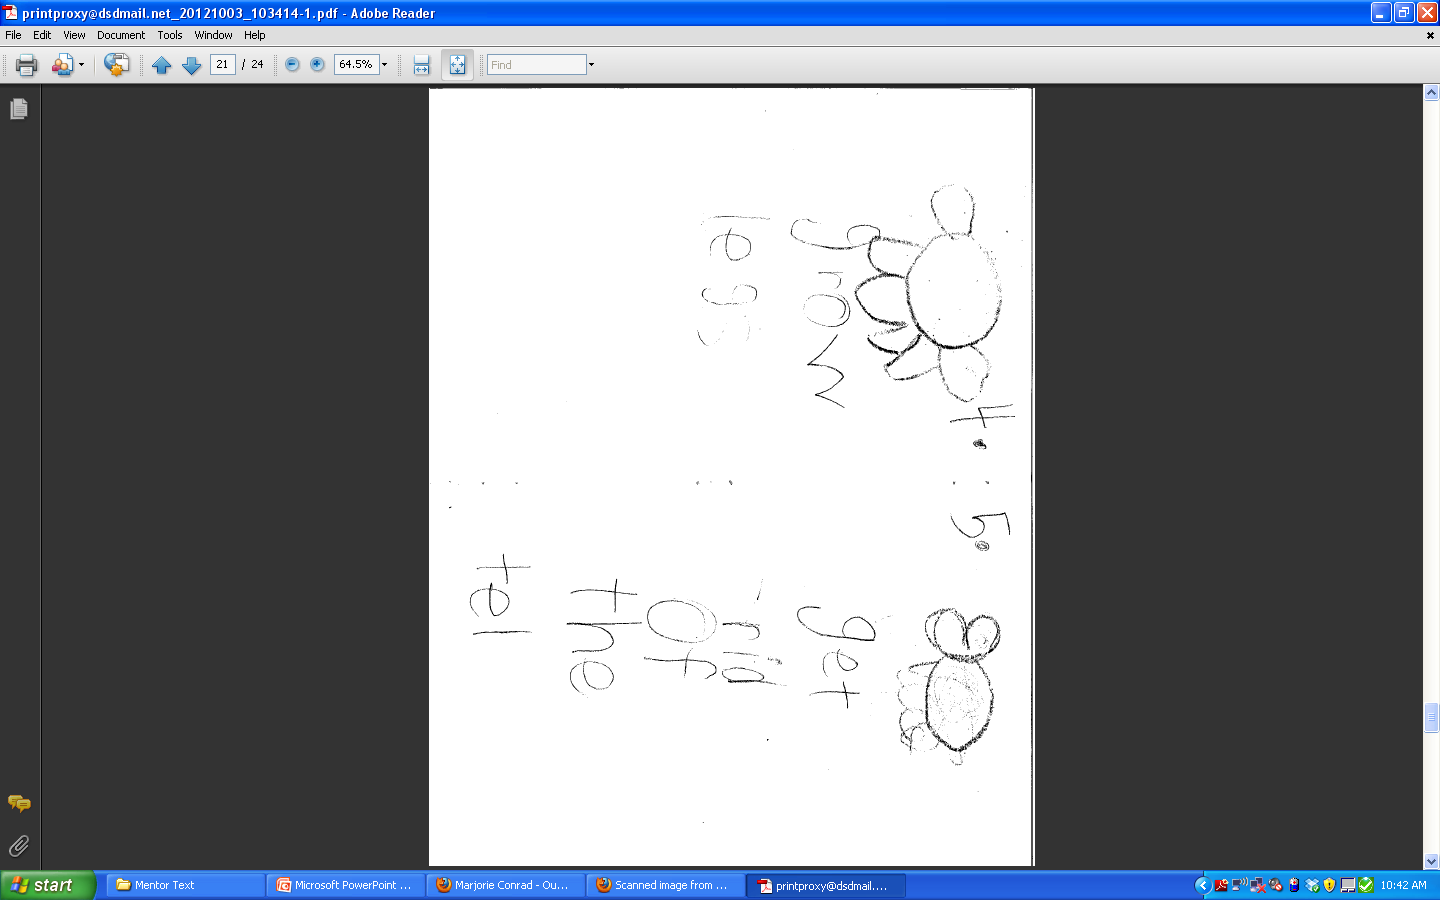 printproxy@dsdmail.net_20121003_103414-1.pdf - Adobe Reader
File Edit View Document Tools Window Help
21 / 24 64.5% Find
4.
grow
legs
5.
get
rid
of
the
tel
start Mentor Text Microsoft PowerPoint ... Marjorie Conrad - Ou... Scanned image from ... printproxy@dsdmail.... 10:42 AM